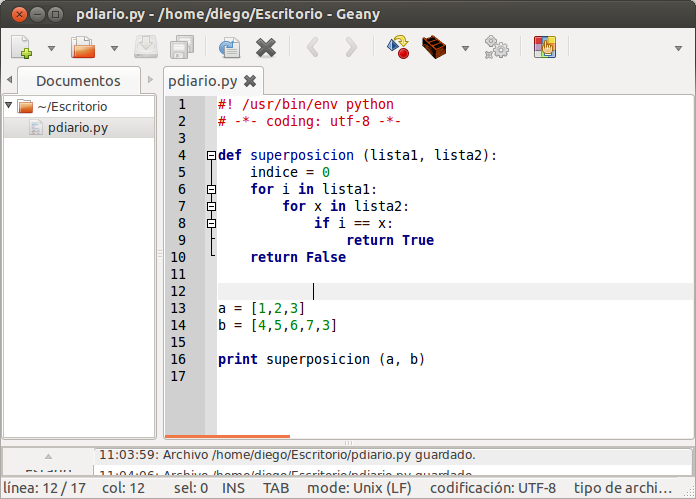 pdiario.py - /home/diego/Escritorio - Geany
Documentos
pdiario.py
~/Escritorio
pdiario.py
1 #! /usr/bin/env python
2 # -*- coding: utf-8 -*-
3
4 def superposicion (lista1, lista2):
5 indice = 0
6 for i in lista1:
7 for x in lista2:
8 if i == x:
9 return True
10 return False
11
12
13 a = [1,2,3]
14 b = [4,5,6,7,3]
15
16 print superposicion (a, b)
17
11:03:59: Archivo /home/diego/Escritorio/pdiario.py guardado.
11:04:06: Archivo /home/diego/Escritorio/pdiario.py guardado.
línea: 12 / 17 col: 12 sel: 0 INS TAB modo: Unix (LF) codificación: UTF-8 tipo de archi...